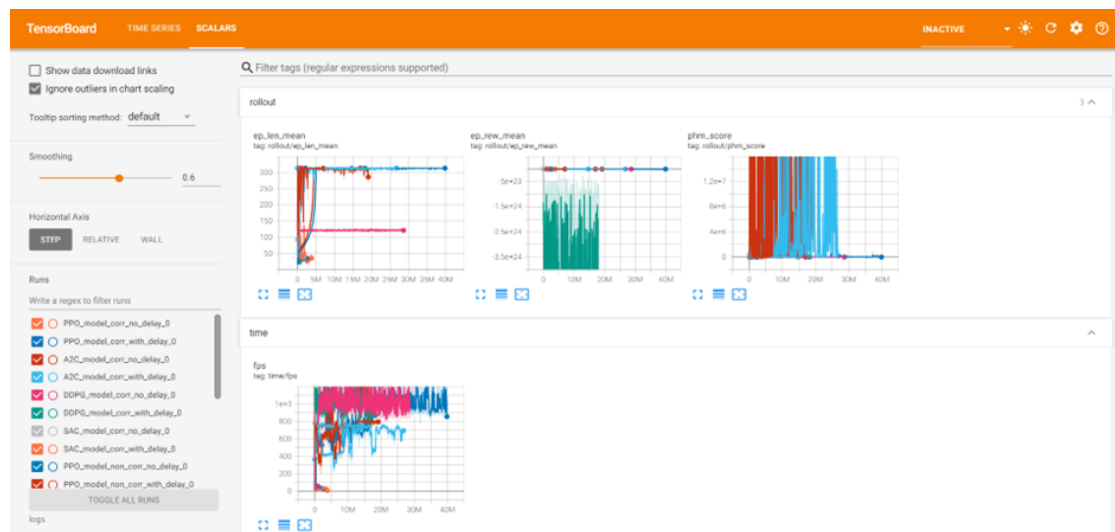 TensorBoard TIME SERIES SCALARS INACTIVE
Show data download links
Ignore outliers in chart scaling
Tooltip sorting method: default
Smoothing
0.6
Horizontal Axis
STEP RELATIVE WALL
Runs
Write a regex to filter runs
PPO_model_corr_no_delay_0
PPO_model_corr_with_delay_0
A2C_model_corr_no_delay_0
A2C_model_corr_with_delay_0
DDPG_model_corr_no_delay_0
DDPG_model_corr_with_delay_0
SAC_model_corr_no_delay_0
SAC_model_corr_with_delay_0
PPO_model_non_corr_no_delay_0
PPO_model_non_corr_with_delay_0
TOGGLE ALL RUNS
logs
Filter tags (regular expressions supported)
rollout 3
ep_len_mean
tag: rollout/ep_len_mean
300
250
200
150
100
50
0 5M 10M 15M 20M 25M 30M 35M 40M
ep_rew_mean
tag: rollout/ep_rew_mean
-5e+23
-1.5e+24
-2.5e+24
-3.5e+24
0 10M 20M 30M 40M
phm_score
tag: rollout/phm_score
1.2e+7
8e+6
4e+6
0
0 10M 20M 30M 40M
time
fps
tag: time/fps
1e+3
800
600
400
200
0
0 10M 20M 30M 40M